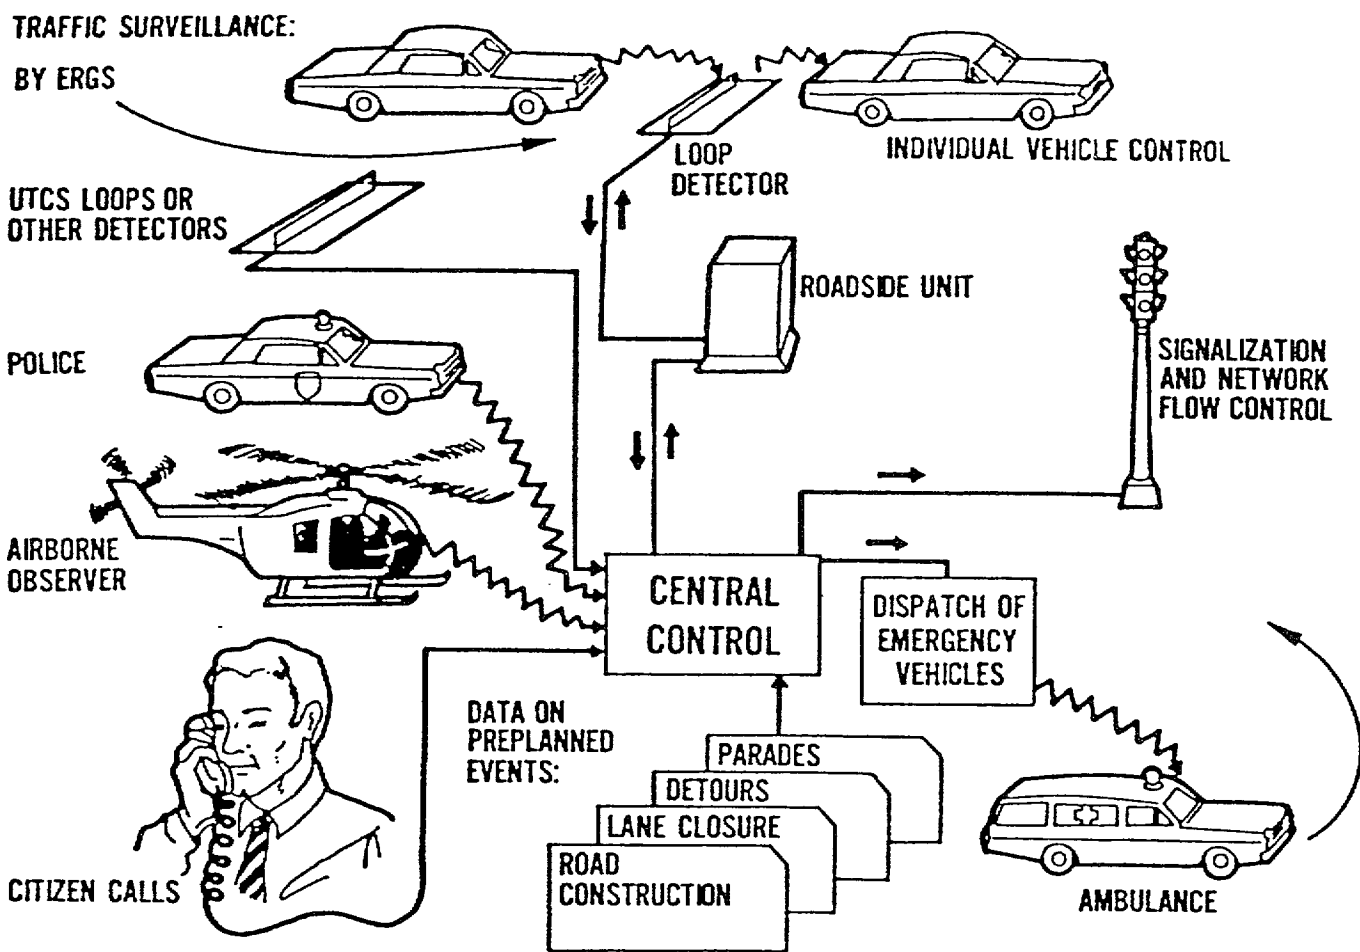 TRAFFIC SURVEILLANCE:
BY ERGS
LOOP
DETECTOR
INDIVIDUAL VEHICLE CONTROL
UTCS LOOPS OR
OTHER DETECTORS
ROADSIDE UNIT
POLICE
SIGNALIZATION
AND NETWORK
FLOW CONTROL
AIRBORNE
OBSERVER
CENTRAL
CONTROL
DISPATCH OF
EMERGENCY
VEHICLES
DATA ON
PREPLANNED
EVENTS:
PARADES
DETOURS
LANE CLOSURE
ROAD
CONSTRUCTION
CITIZEN CALLS
AMBULANCE